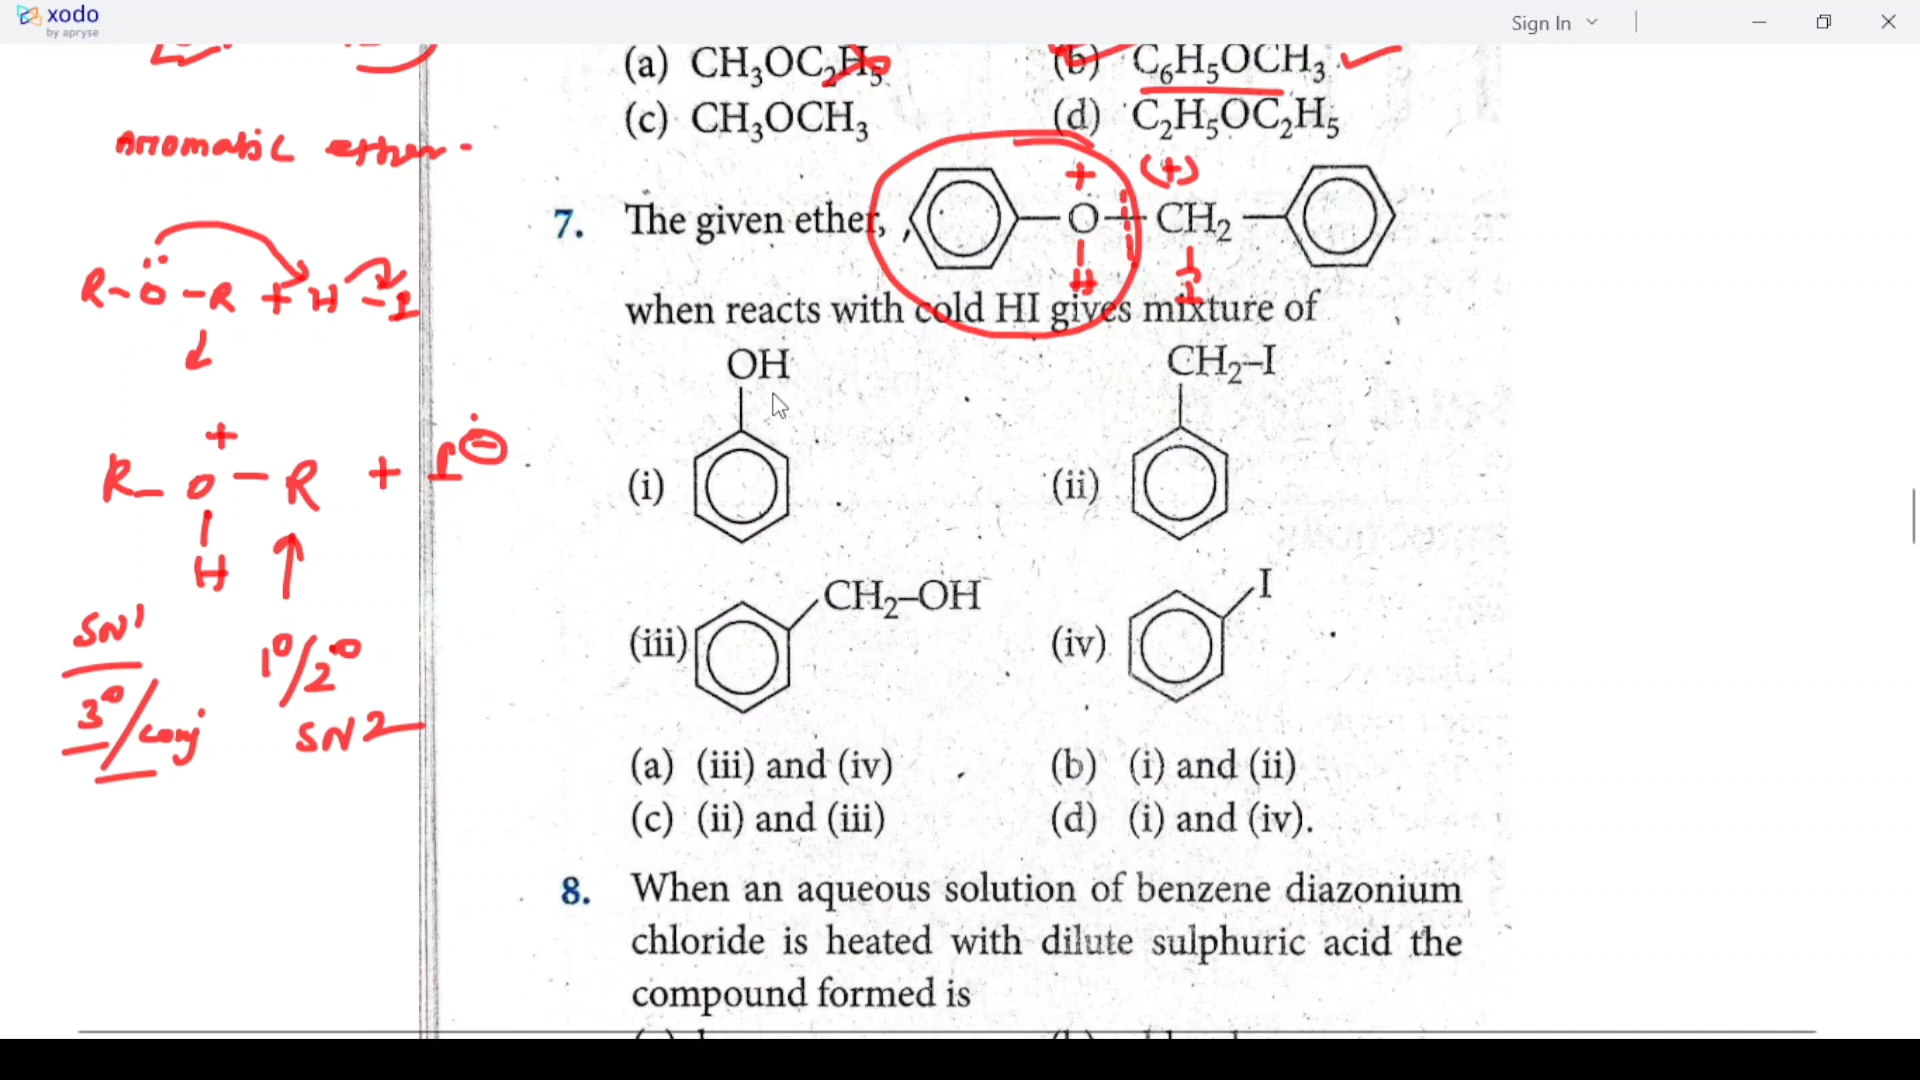 xodo
by apryse
Sign In
(a) CH₃OC₂H₅ (b) C₆H₅OCH₃
(c) CH₃OCH₃ (d) C₂H₅OC₂H₅
aromatic ether
+ (+)
7. The given ether, O–CH₂
H I
R–O–R + H–I
when reacts with cold HI gives mixture of
OH CH₂–I
(i) (ii)
+
R–O–R + I⊖
H
CH₂–OH I
(iii) (iv)
SN1 1°/2°
3°/conj SN2
(a) (iii) and (iv) (b) (i) and (ii)
(c) (ii) and (iii) (d) (i) and (iv).
8. When an aqueous solution of benzene diazonium
chloride is heated with dilute sulphuric acid the
compound formed is